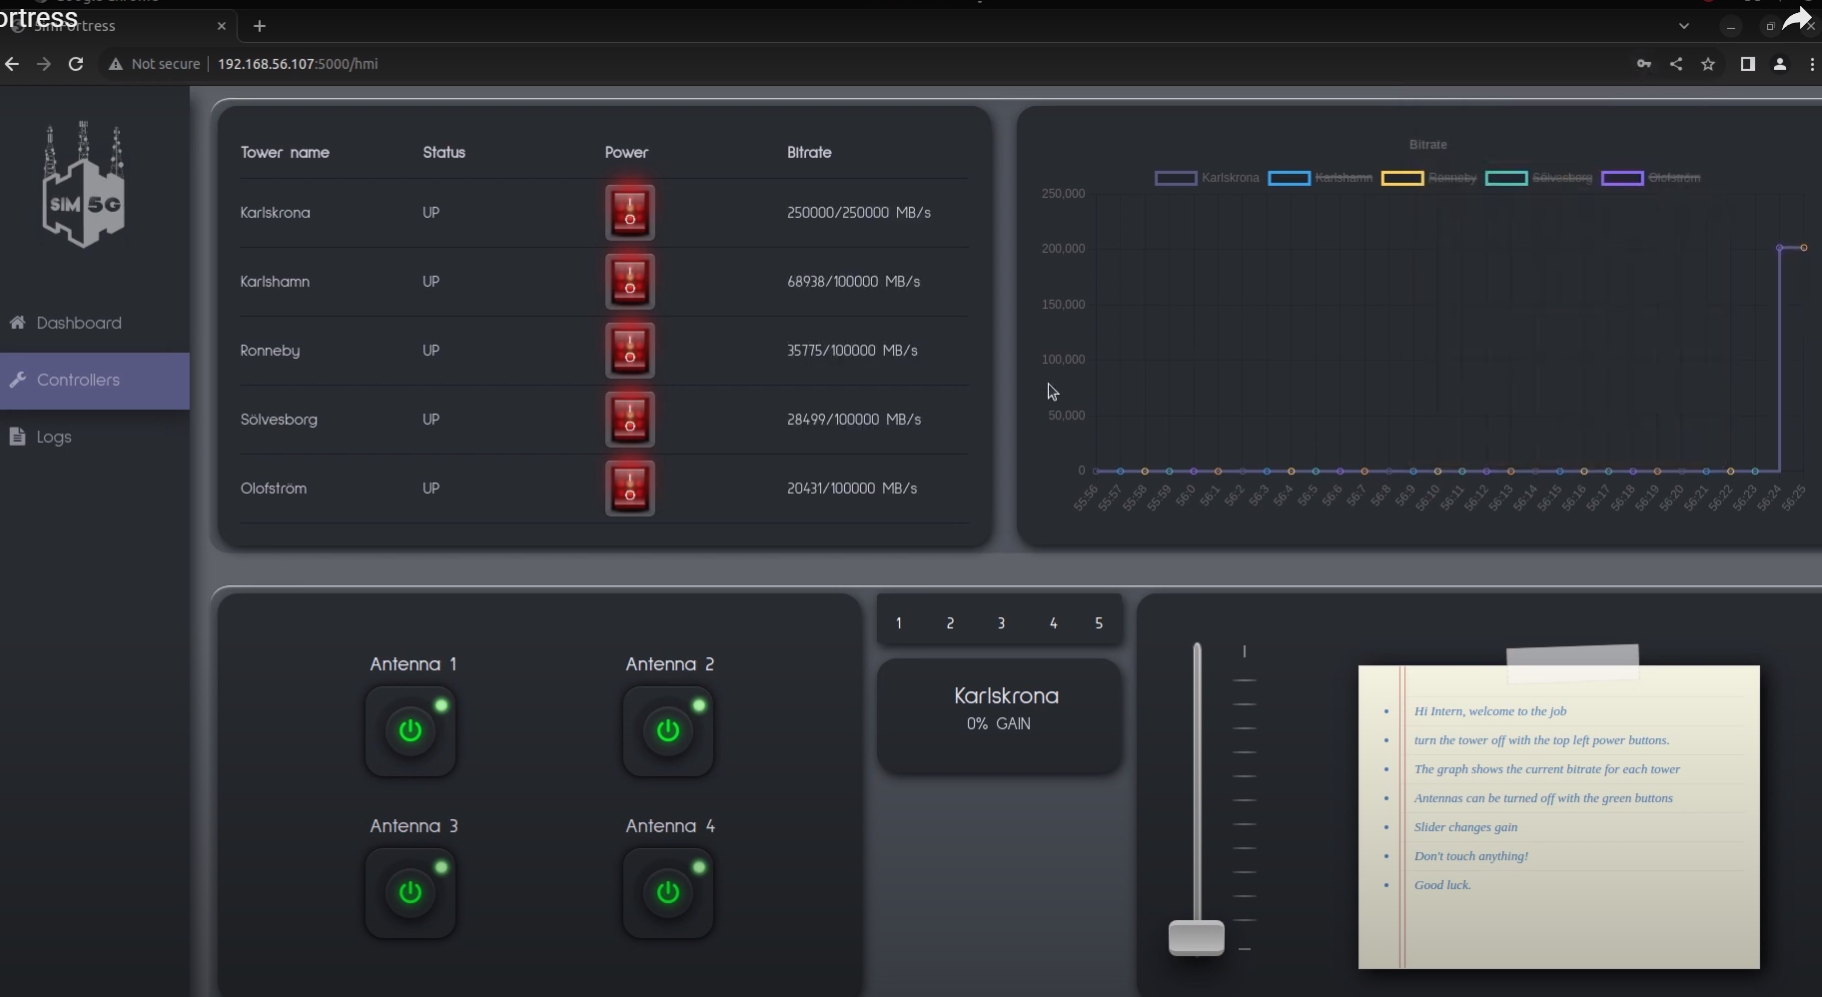 ortress
SimFortress
Not secure | 192.168.56.107:5000/hmi
SIM 5G
Dashboard
Controllers
Logs
Tower name Status Power Bitrate
Karlskrona UP 250000/250000 MB/s
Karlshamn UP 68938/100000 MB/s
Ronneby UP 35775/100000 MB/s
Sölvesborg UP 28499/100000 MB/s
Olofström UP 20431/100000 MB/s
Bitrate
Karlskrona Karlshamn Ronneby Sölvesborg Olofström
250,000
200,000
150,000
100,000
50,000
0
55:56 55:57 55:58 55:59 56:0 56:1 56:2 56:3 56:4 56:5 56:6 56:7 56:8 56:9 56:10 56:11 56:12 56:13 56:14 56:15 56:16 56:17 56:18 56:19 56:20 56:21 56:22 56:23 56:24 56:25
Antenna 1 Antenna 2
Antenna 3 Antenna 4
1 2 3 4 5
Karlskrona
0% GAIN
Hi Intern, welcome to the job
turn the tower off with the top left power buttons.
The graph shows the current bitrate for each tower
Antennas can be turned off with the green buttons
Slider changes gain
Don't touch anything!
Good luck.